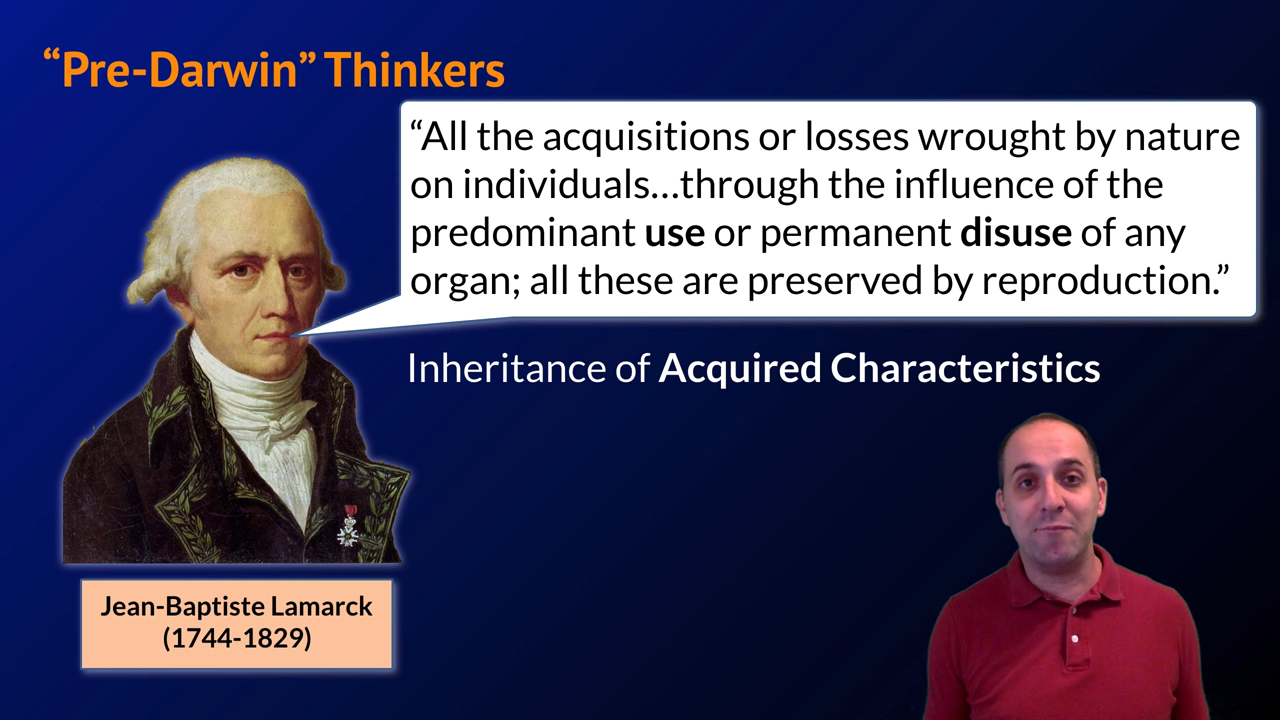 “Pre-Darwin” Thinkers
“All the acquisitions or losses wrought by nature
on individuals...through the influence of the
predominant use or permanent disuse of any
organ; all these are preserved by reproduction.”
Inheritance of Acquired Characteristics
Jean-Baptiste Lamarck
(1744-1829)